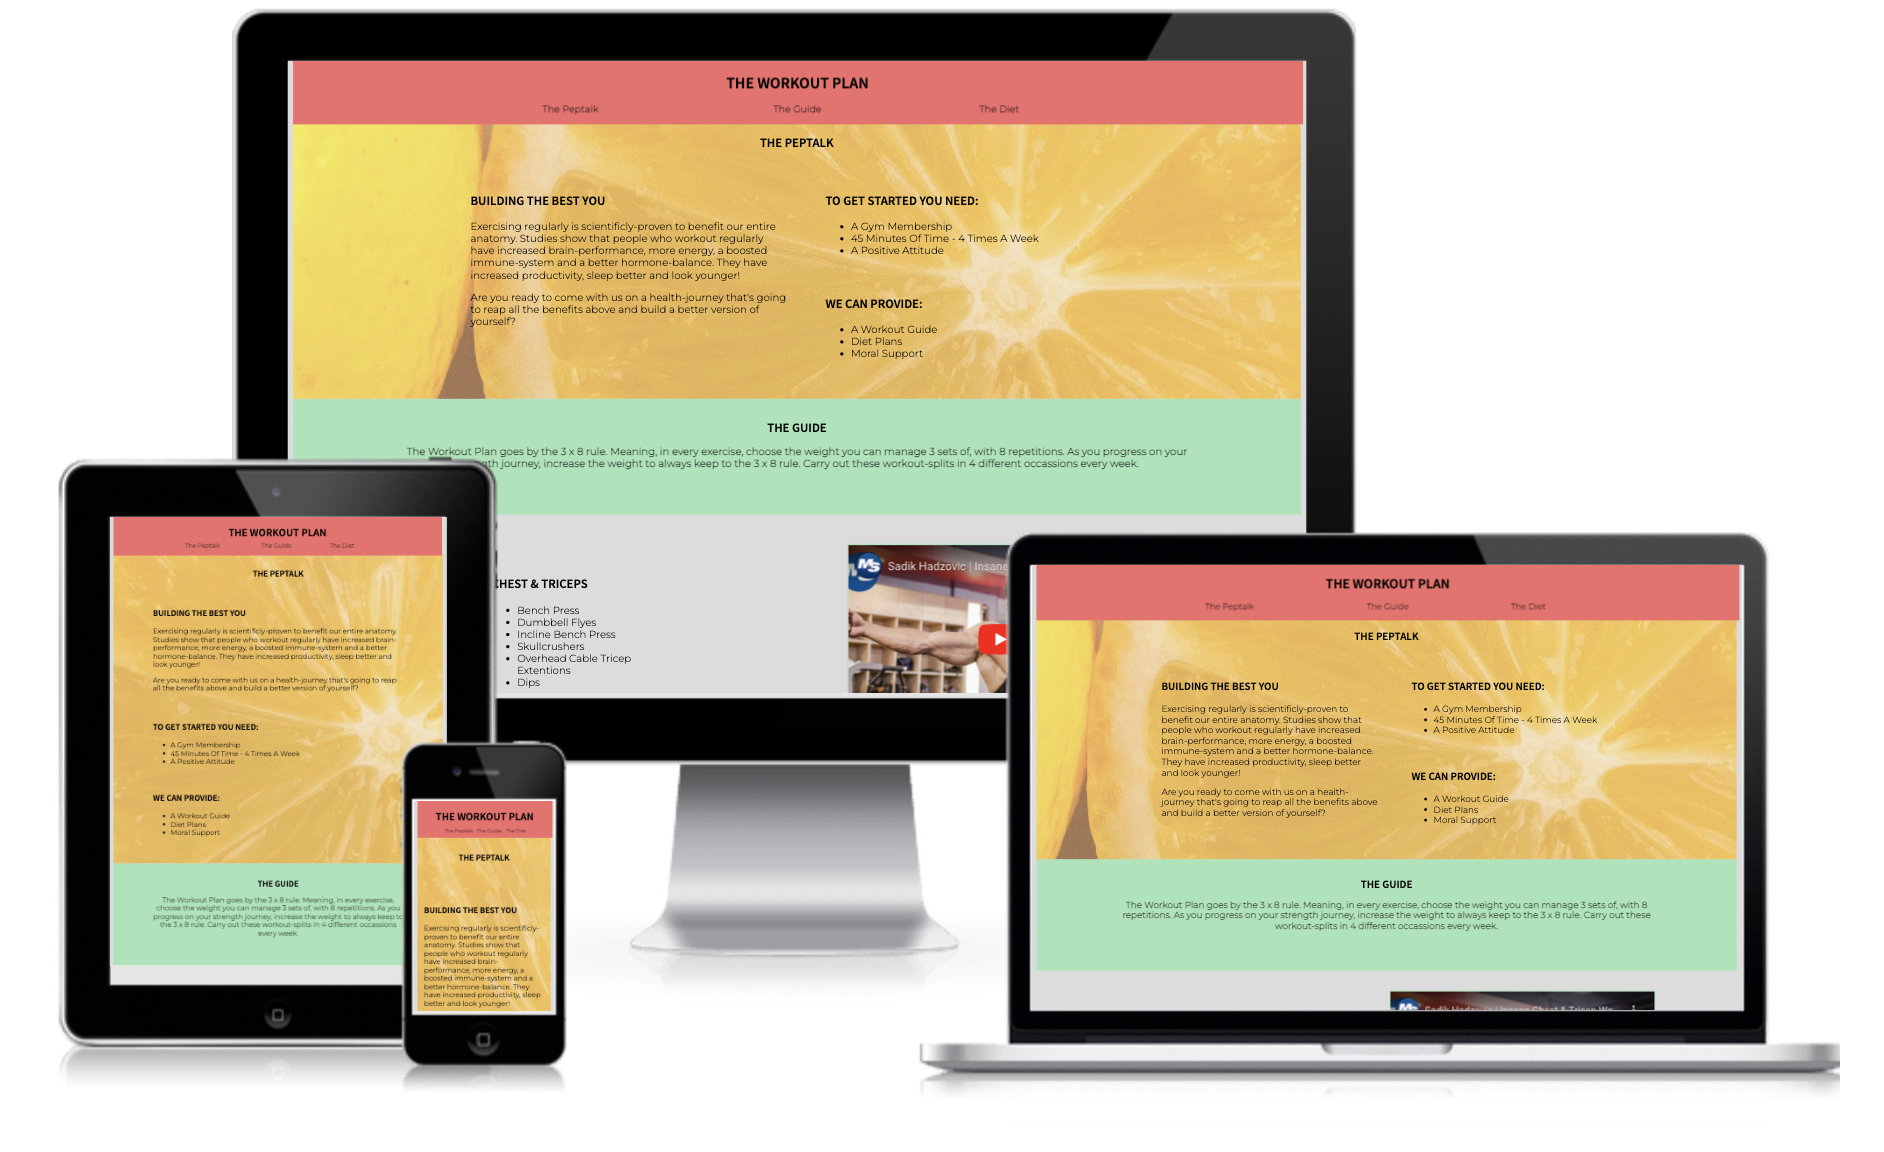 THE WORKOUT PLAN
The Peptalk The Guide The Diet
THE PEPTALK
BUILDING THE BEST YOU
Exercising regularly is scientificly-proven to benefit our entire
anatomy. Studies show that people who workout regularly
have increased brain-performance, more energy, a boosted
immune-system and a better hormone-balance. They have
increased productivity, sleep better and look younger!
Are you ready to come with us on a health-journey that's going
to reap all the benefits above and build a better version of
yourself?
TO GET STARTED YOU NEED:
• A Gym Membership
• 45 Minutes Of Time - 4 Times A Week
• A Positive Attitude
WE CAN PROVIDE:
• A Workout Guide
• Diet Plans
• Moral Support
THE GUIDE
The Workout Plan goes by the 3 x 8 rule. Meaning, in every exercise, choose the weight you can manage 3 sets of, with 8 repetitions. As you progress on your
journey, increase the weight to always keep to the 3 x 8 rule. Carry out these workout-splits in 4 different occassions every week.
CHEST & TRICEPS
• Bench Press
• Dumbbell Flyes
• Incline Bench Press
• Skullcrushers
• Overhead Cable Tricep
Extentions
• Dips
MS
Sadik Hadzovic | Insane
THE WORKOUT PLAN
The Peptalk The Guide The Diet
THE PEPTALK
BUILDING THE BEST YOU
Exercising regularly is scientificly-proven to benefit our entire anatomy.
Studies show that people who workout regularly have increased brain-
performance, more energy, a boosted immune-system and a better
hormone-balance. They have increased productivity, sleep better and
look younger!
Are you ready to come with us on a health-journey that's going to reap
all the benefits above and build a better version of yourself?
TO GET STARTED YOU NEED:
• A Gym Membership
• 45 Minutes Of Time - 4 Times A Week
• A Positive Attitude
WE CAN PROVIDE:
• A Workout Guide
• Diet Plans
• Moral Support
THE GUIDE
The Workout Plan goes by the 3 x 8 rule. Meaning, in every exercise,
choose the weight you can manage 3 sets of, with 8 repetitions. As you
progress on your strength journey, increase the weight to always keep to
the 3 x 8 rule. Carry out these workout-splits in 4 different occassions
every week.
THE WORKOUT PLAN
The Peptalk The Guide The Diet
THE PEPTALK
BUILDING THE BEST YOU
Exercising regularly is scientificly-
proven to benefit our entire
anatomy. Studies show that
people who workout regularly
have increased brain-
performance, more energy, a
boosted immune-system and a
better hormone-balance. They
have increased productivity, sleep
better and look younger!
THE WORKOUT PLAN
The Peptalk The Guide The Diet
THE PEPTALK
BUILDING THE BEST YOU
Exercising regularly is scientificly-proven to
benefit our entire anatomy. Studies show that
people who workout regularly have increased
brain-performance, more energy, a boosted
immune-system and a better hormone-balance.
They have increased productivity, sleep better
and look younger!
Are you ready to come with us on a health-
journey that's going to reap all the benefits above
and build a better version of yourself?
TO GET STARTED YOU NEED:
• A Gym Membership
• 45 Minutes Of Time - 4 Times A Week
• A Positive Attitude
WE CAN PROVIDE:
• A Workout Guide
• Diet Plans
• Moral Support
THE GUIDE
The Workout Plan goes by the 3 x 8 rule. Meaning, in every exercise, choose the weight you can manage 3 sets of, with 8
repetitions. As you progress on your strength journey, increase the weight to always keep to the 3 x 8 rule. Carry out these
workout-splits in 4 different occassions every week.
Sadik Hadzovic | Insane Chest & Tricep